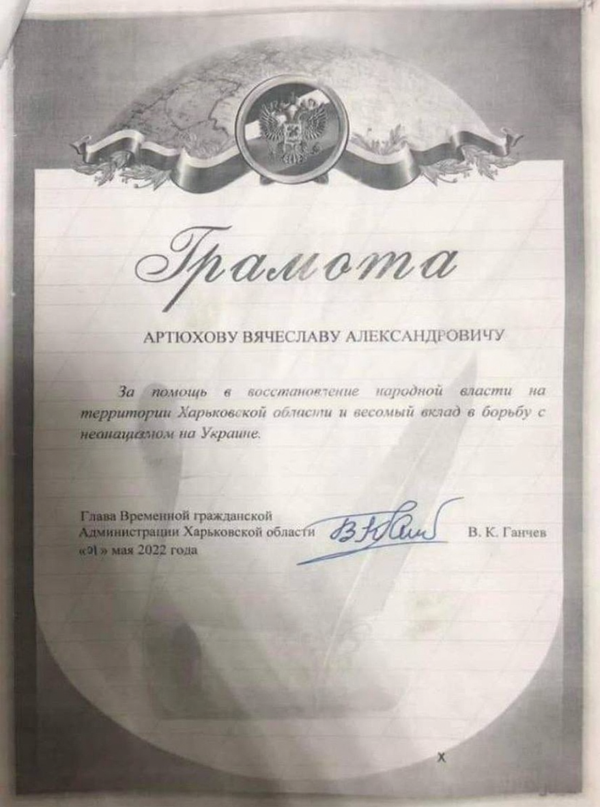 Грамота
АРТЮХОВУ ВЯЧЕСЛАВУ АЛЕКСАНДРОВИЧУ
За помощь в восстановление народной власти на
территории Харьковской области и весомый вклад в борьбу с
неонацизмом на Украине.
Глава Временной гражданской
Администрации Харьковской области В. К. Ганчев
мая 2022 года
х